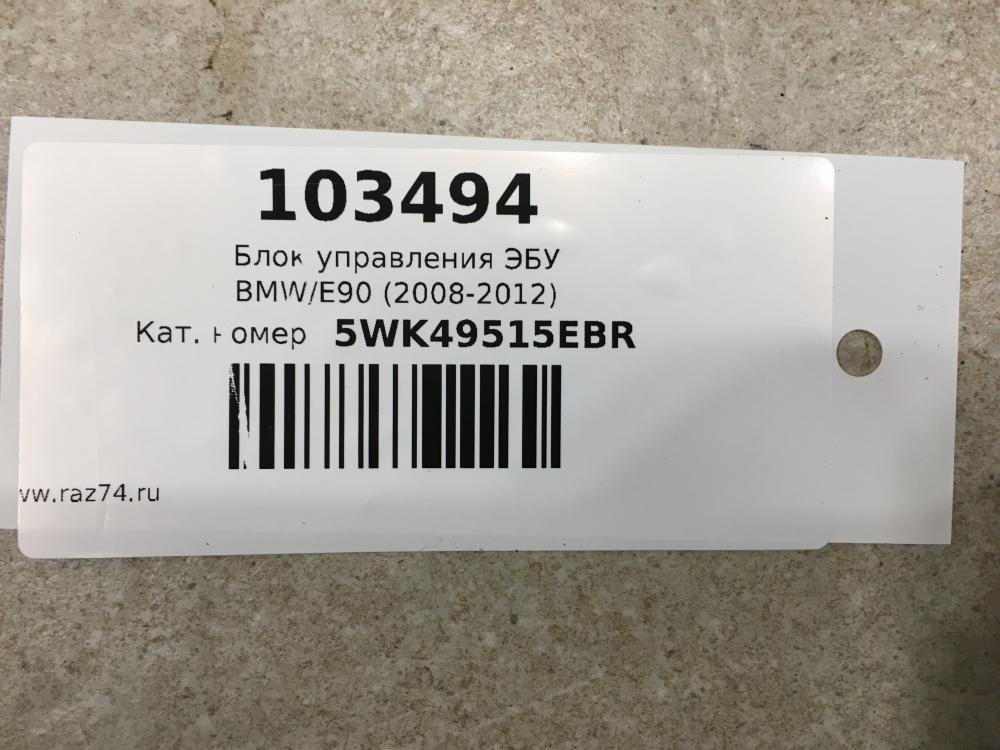 103494
Блок управления ЭБУ
BMW/E90 (2008-2012)
Кат. номер 5WK49515EBR
ww.raz74.ru